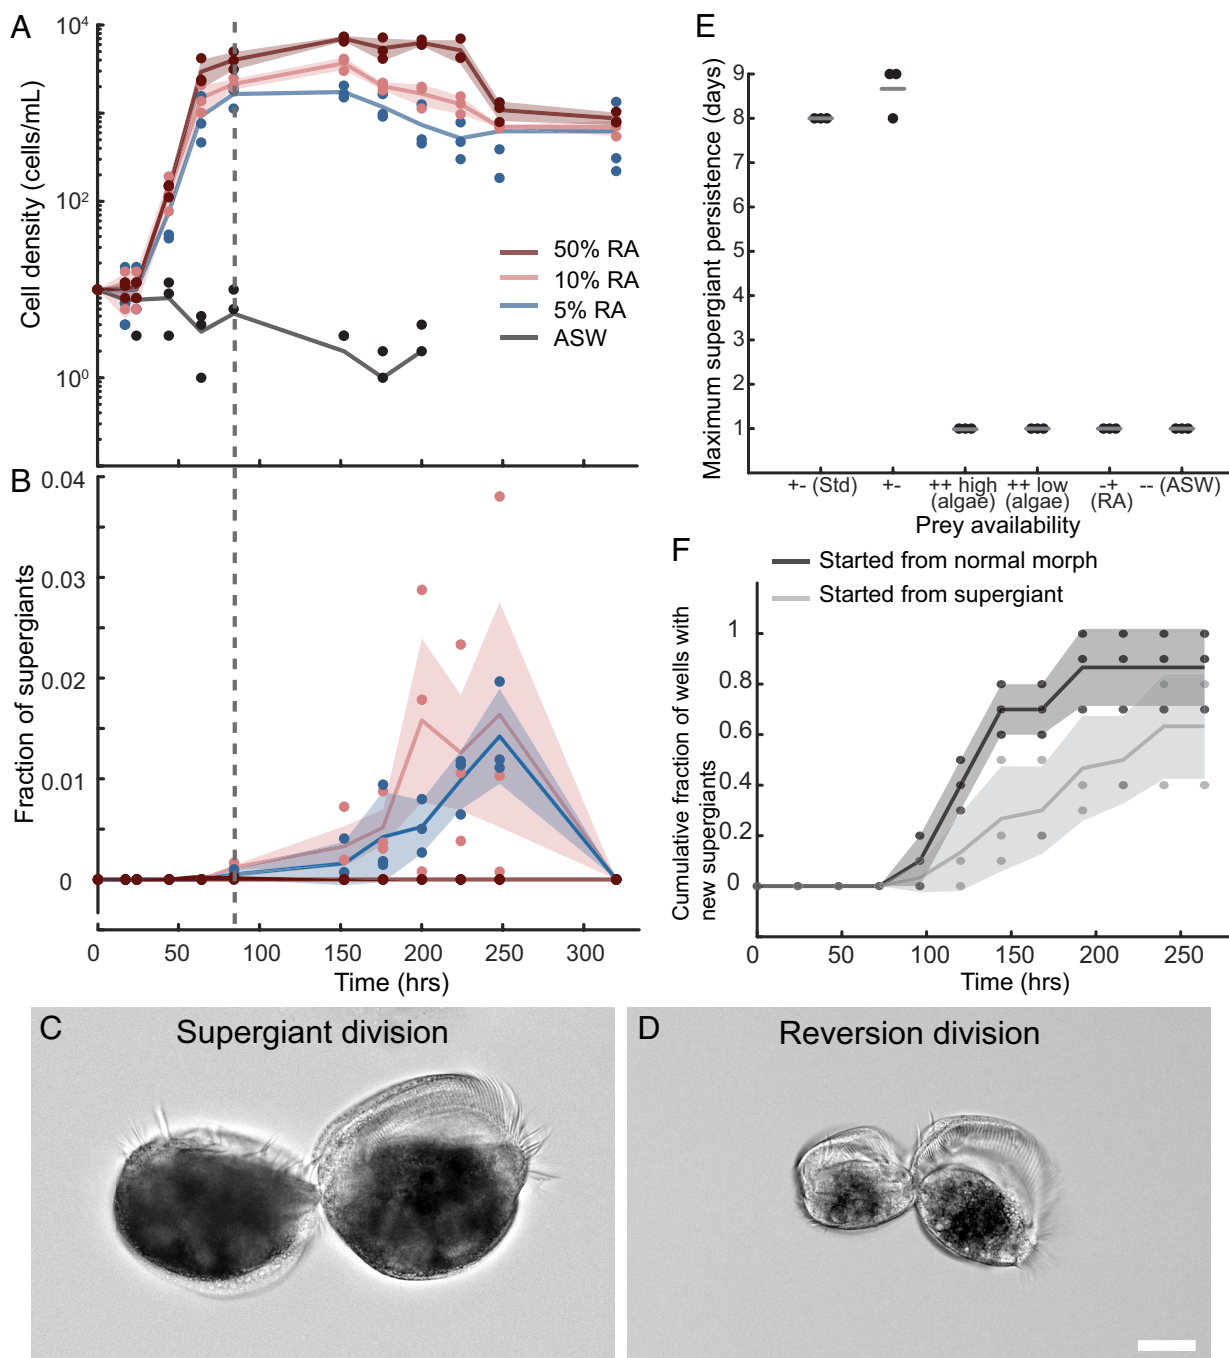 A
10⁴
10²
10⁰
Cell density (cells/mL)
50% RA
10% RA
5% RA
ASW
B
0.04
0.03
0.02
0.01
0
Fraction of supergiants
0 50 100 150 200 250 300
Time (hrs)
E
9
8
7
6
5
4
3
2
1
Maximum supergiant persistence (days)
+- (Std) +- ++ high ++ low -+ -- (ASW)
(algae) (algae) (RA)
Prey availability
F
Started from normal morph
Started from supergiant
1
0.8
0.6
0.4
0.2
0
Cumulative fraction of wells with
new supergiants
0 50 100 150 200 250
Time (hrs)
C
Supergiant division
D
Reversion division